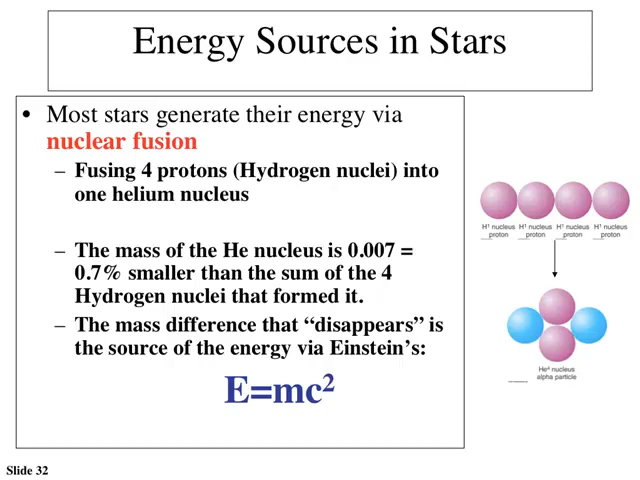 Energy Sources in Stars
• Most stars generate their energy via
nuclear fusion
– Fusing 4 protons (Hydrogen nuclei) into
one helium nucleus
– The mass of the He nucleus is 0.007 =
0.7% smaller than the sum of the 4
Hydrogen nuclei that formed it.
– The mass difference that “disappears” is
the source of the energy via Einstein’s:
E=mc²
H¹ nucleus H¹ nucleus H¹ nucleus H¹ nucleus
proton proton proton proton
He⁴ nucleus
alpha particle
Slide 32